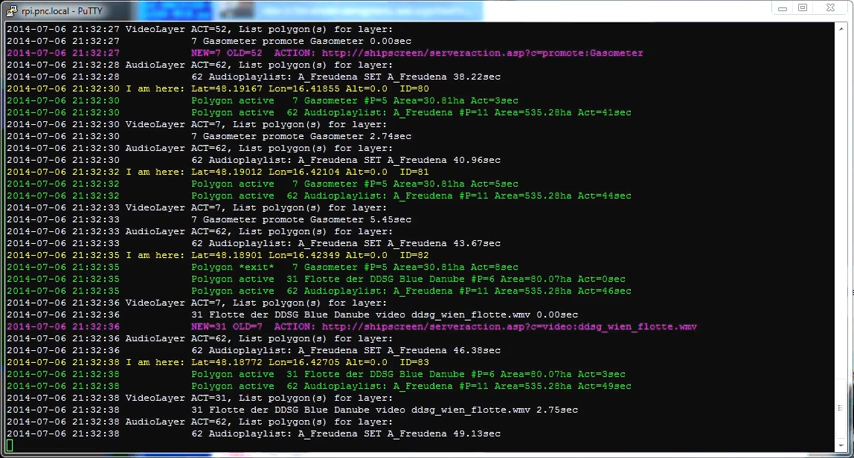 rpi.pnc.local - PuTTY
2014-07-06 21:32:27 VideoLayer ACT=52, List polygon(s) for layer:
2014-07-06 21:32:27 7 Gasometer promote Gasometer 0.00sec
2014-07-06 21:32:27 NEW=7 OLD=52 ACTION: http://shipscreen/serveraction.asp?c=promote:Gasometer
2014-07-06 21:32:28 AudioLayer ACT=62, List polygon(s) for layer:
2014-07-06 21:32:28 62 Audioplaylist: A_Freudena SET A_Freudena 38.22sec
2014-07-06 21:32:30 I am here: Lat=48.19167 Lon=16.41855 Alt=0.0 ID=80
2014-07-06 21:32:30 Polygon active 7 Gasometer #P=5 Area=30.81ha Act=3sec
2014-07-06 21:32:30 Polygon active 62 Audioplaylist: A_Freudena #P=11 Area=535.28ha Act=41sec
2014-07-06 21:32:30 VideoLayer ACT=7, List polygon(s) for layer:
2014-07-06 21:32:30 7 Gasometer promote Gasometer 2.74sec
2014-07-06 21:32:30 AudioLayer ACT=62, List polygon(s) for layer:
2014-07-06 21:32:30 62 Audioplaylist: A_Freudena SET A_Freudena 40.96sec
2014-07-06 21:32:32 I am here: Lat=48.19012 Lon=16.42104 Alt=0.0 ID=81
2014-07-06 21:32:32 Polygon active 7 Gasometer #P=5 Area=30.81ha Act=5sec
2014-07-06 21:32:32 Polygon active 62 Audioplaylist: A_Freudena #P=11 Area=535.28ha Act=44sec
2014-07-06 21:32:33 VideoLayer ACT=7, List polygon(s) for layer:
2014-07-06 21:32:33 7 Gasometer promote Gasometer 5.45sec
2014-07-06 21:32:33 AudioLayer ACT=62, List polygon(s) for layer:
2014-07-06 21:32:33 62 Audioplaylist: A_Freudena SET A_Freudena 43.67sec
2014-07-06 21:32:35 I am here: Lat=48.18901 Lon=16.42349 Alt=0.0 ID=82
2014-07-06 21:32:35 Polygon *exit* 7 Gasometer #P=5 Area=30.81ha Act=8sec
2014-07-06 21:32:35 Polygon active 31 Flotte der DDSG Blue Danube #P=6 Area=80.07ha Act=0sec
2014-07-06 21:32:35 Polygon active 62 Audioplaylist: A_Freudena #P=11 Area=535.28ha Act=46sec
2014-07-06 21:32:36 VideoLayer ACT=7, List polygon(s) for layer:
2014-07-06 21:32:36 31 Flotte der DDSG Blue Danube video ddsg_wien_flotte.wmv 0.00sec
2014-07-06 21:32:36 NEW=31 OLD=7 ACTION: http://shipscreen/serveraction.asp?c=video:ddsg_wien_flotte.wmv
2014-07-06 21:32:36 AudioLayer ACT=62, List polygon(s) for layer:
2014-07-06 21:32:36 62 Audioplaylist: A_Freudena SET A_Freudena 46.38sec
2014-07-06 21:32:38 I am here: Lat=48.18772 Lon=16.42705 Alt=0.0 ID=83
2014-07-06 21:32:38 Polygon active 31 Flotte der DDSG Blue Danube #P=6 Area=80.07ha Act=3sec
2014-07-06 21:32:38 Polygon active 62 Audioplaylist: A_Freudena #P=11 Area=535.28ha Act=49sec
2014-07-06 21:32:38 VideoLayer ACT=31, List polygon(s) for layer:
2014-07-06 21:32:38 31 Flotte der DDSG Blue Danube video ddsg_wien_flotte.wmv 2.75sec
2014-07-06 21:32:38 AudioLayer ACT=62, List polygon(s) for layer:
2014-07-06 21:32:38 62 Audioplaylist: A_Freudena SET A_Freudena 49.13sec